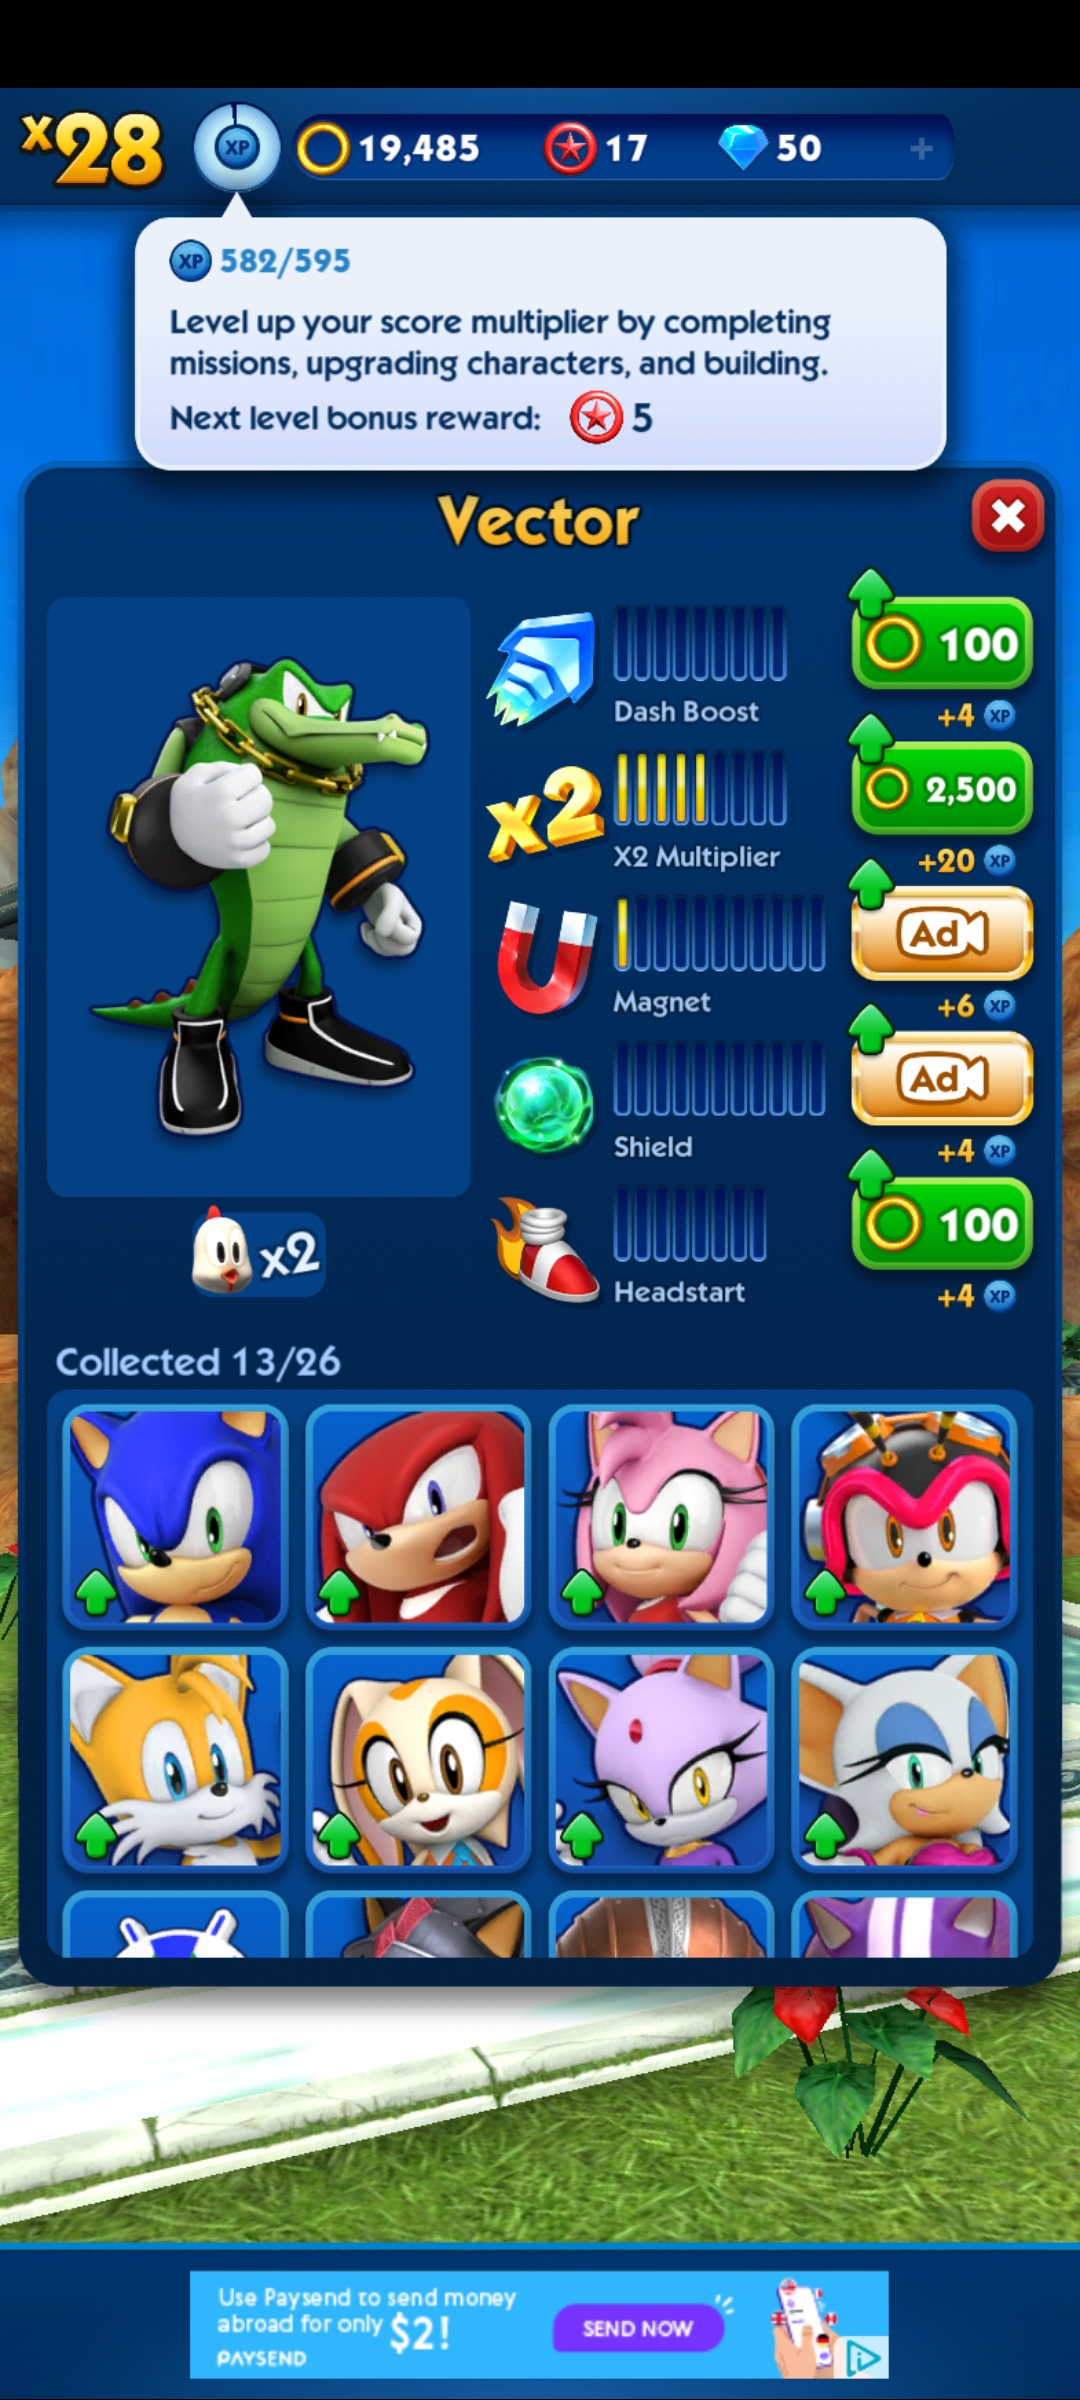 x28
XP
19,485
17
50
+
XP 582/595
Level up your score multiplier by completing
missions, upgrading characters, and building.
Next level bonus reward: 5
Vector
100
Dash Boost
+4 XP
x2
2,500
X2 Multiplier
+20 XP
Ad
Magnet
+6 XP
Ad
Shield
+4 XP
x2
100
Headstart
+4 XP
Collected 13/26
Use Paysend to send money
abroad for only $2!
PAYSEND
SEND NOW